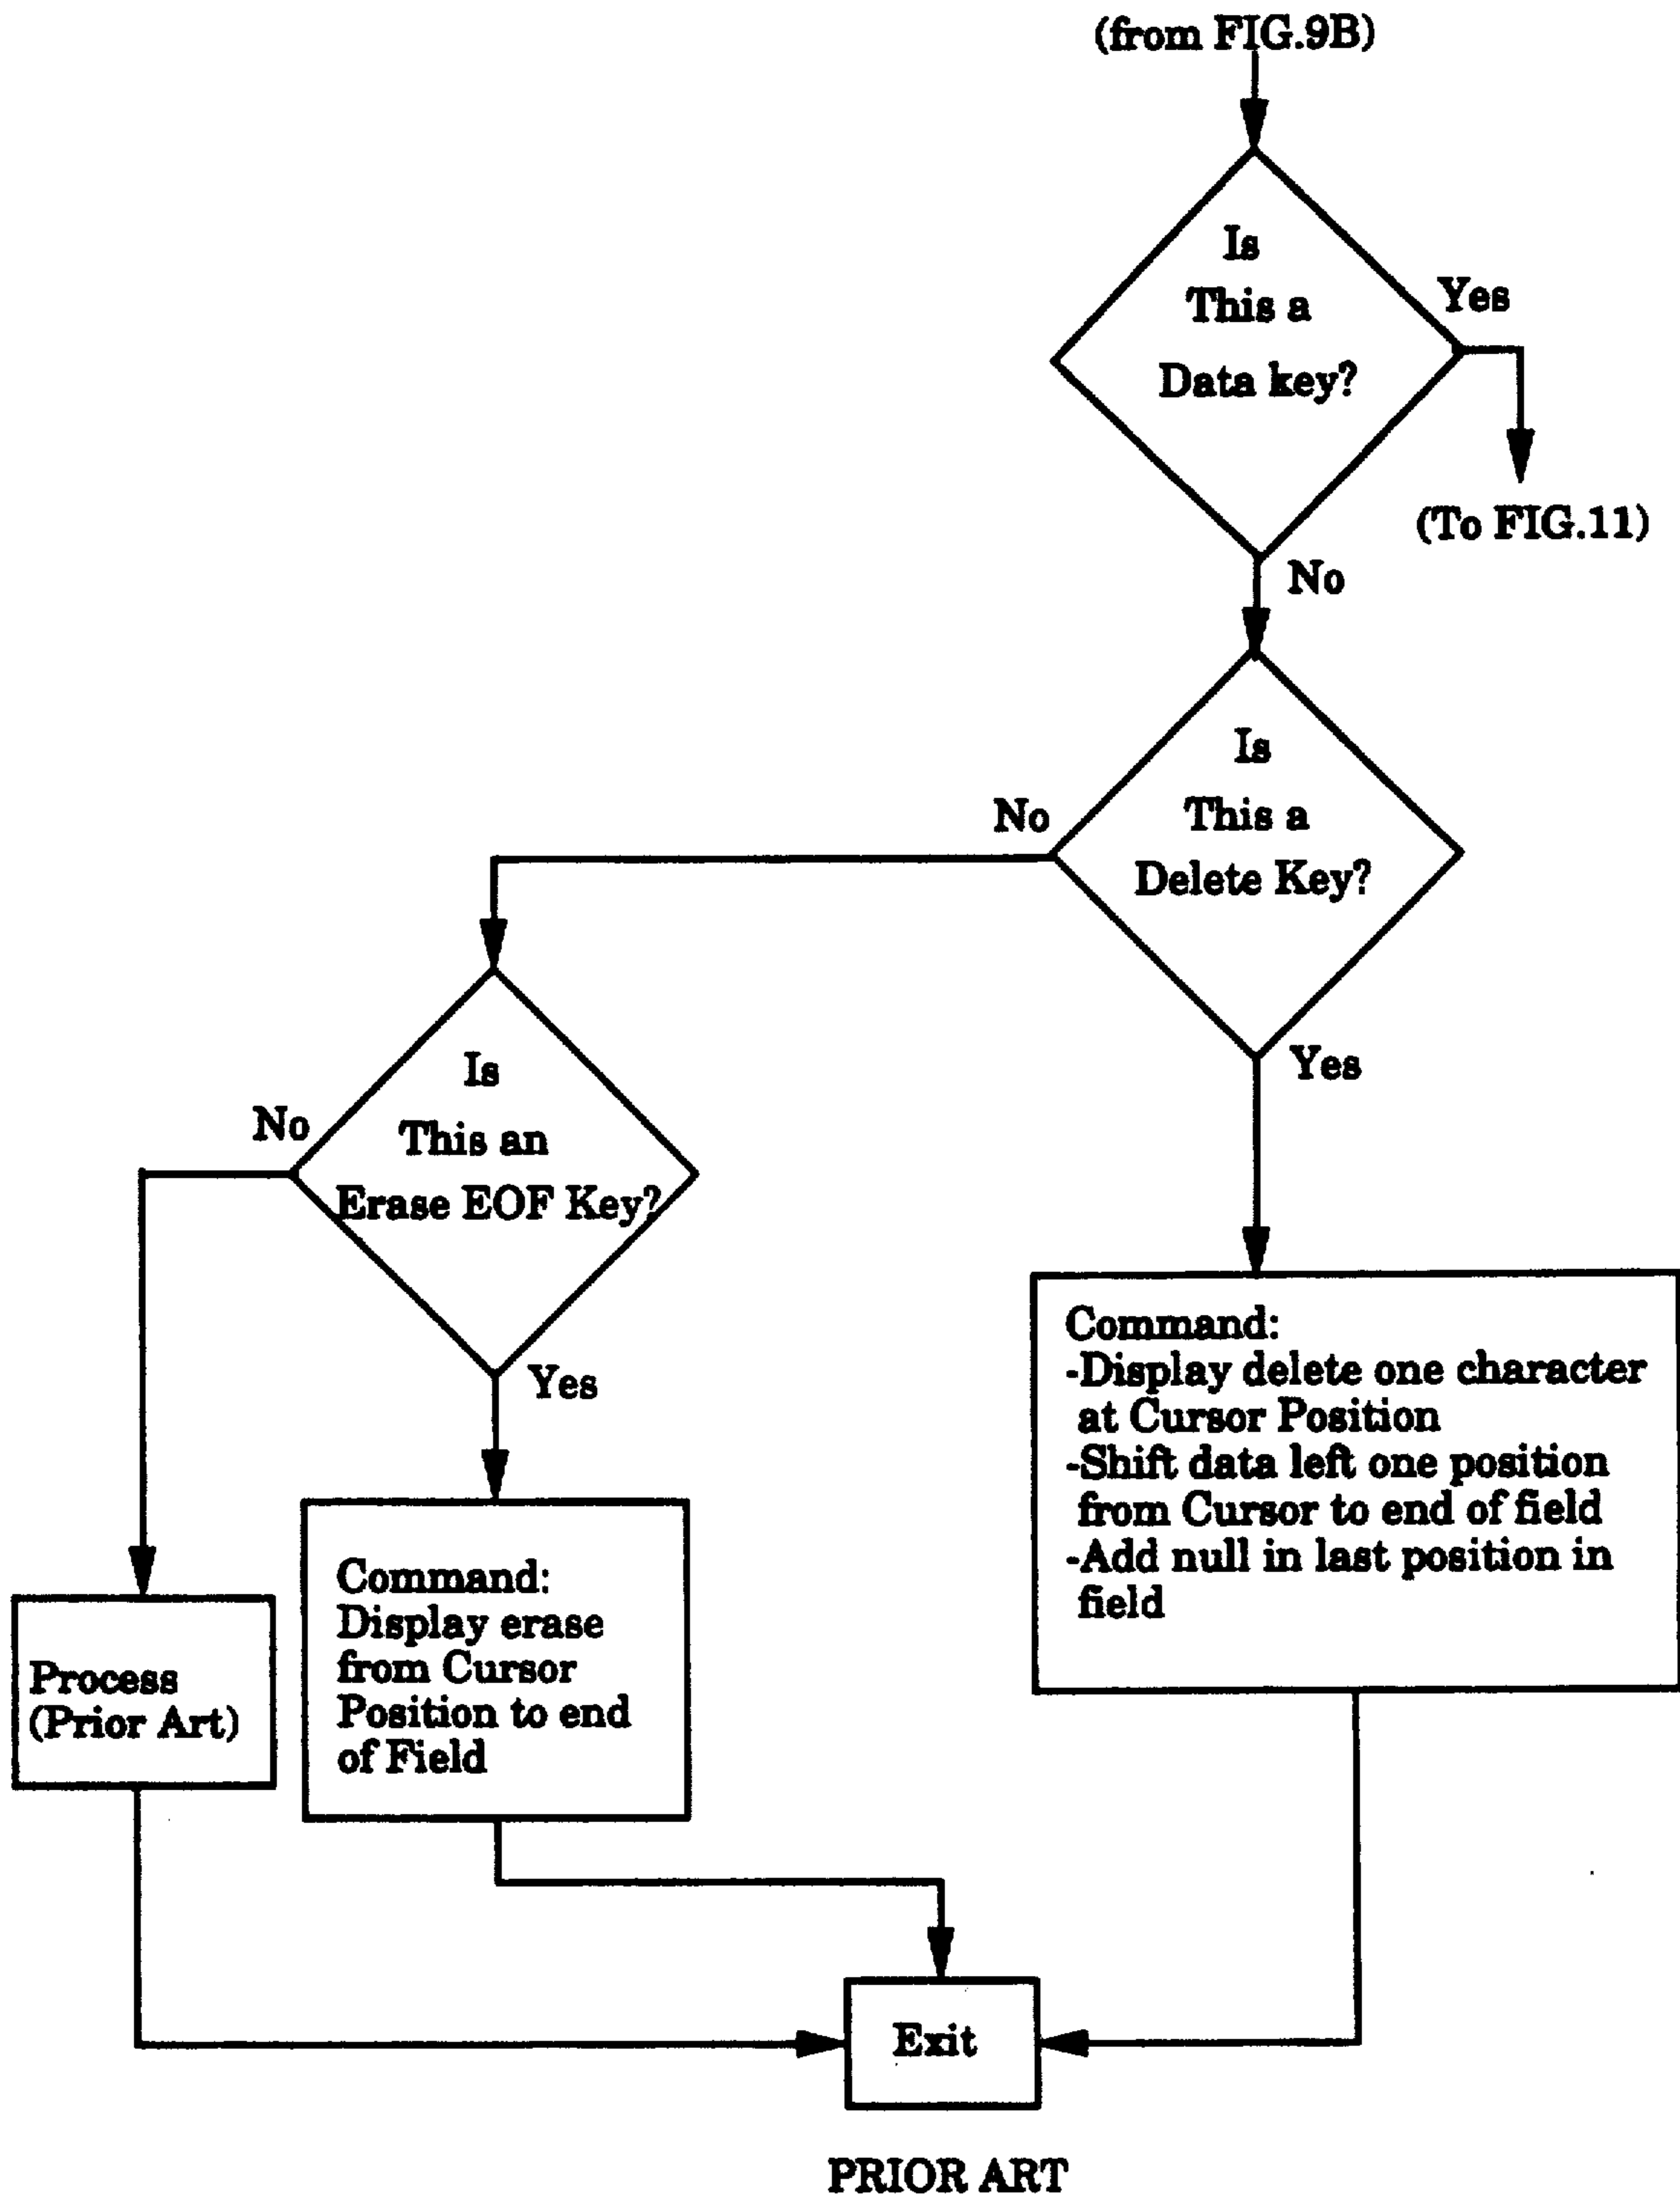 (from FIG.9B)
Is
This a
Data key?
Yes
(To FIG.11)
No
Is
This a
Delete Key?
No
Yes
Is
This an
Erase EOF Key?
No
Yes
Command:
-Display delete one character
at Cursor Position
-Shift data left one position
from Cursor to end of field
-Add null in last position in
field
Command:
Display erase
from Cursor
Position to end
of Field
Process
(Prior Art)
Exit
PRIOR ART